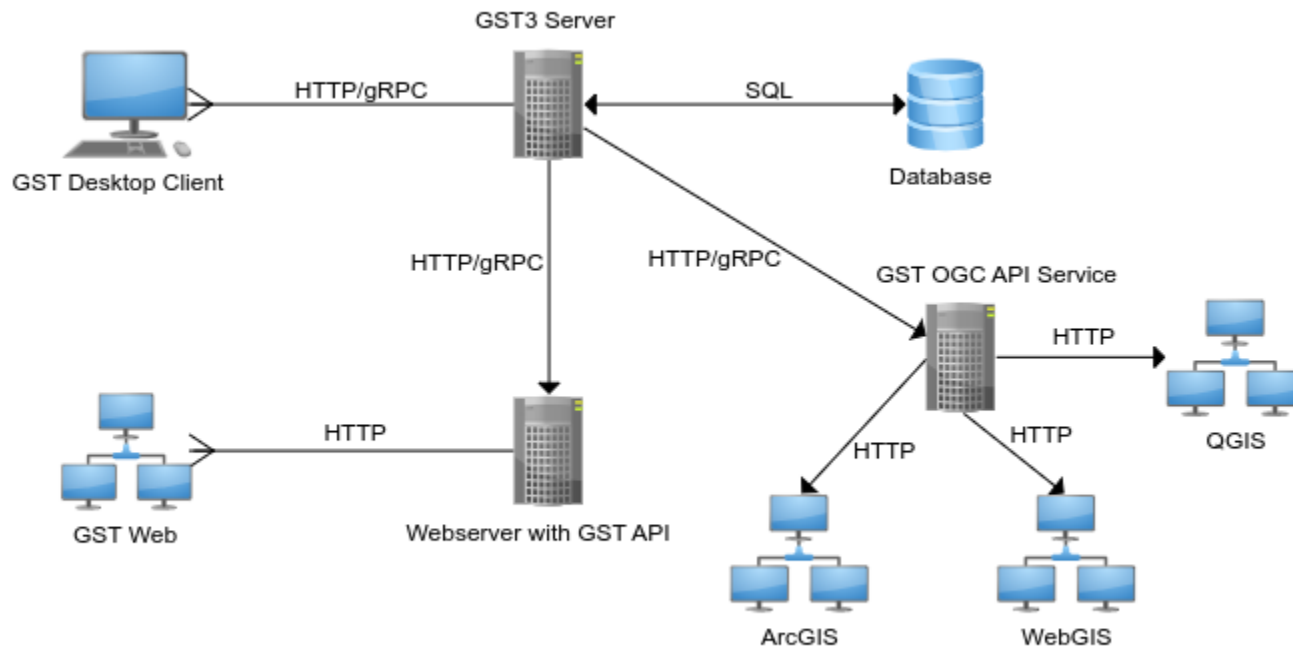 GST3 Server
HTTP/gRPC
SQL
GST Desktop Client
Database
HTTP/gRPC
HTTP/gRPC
GST OGC API Service
HTTP
HTTP
HTTP
HTTP
QGIS
GST Web
Webserver with GST API
ArcGIS
WebGIS